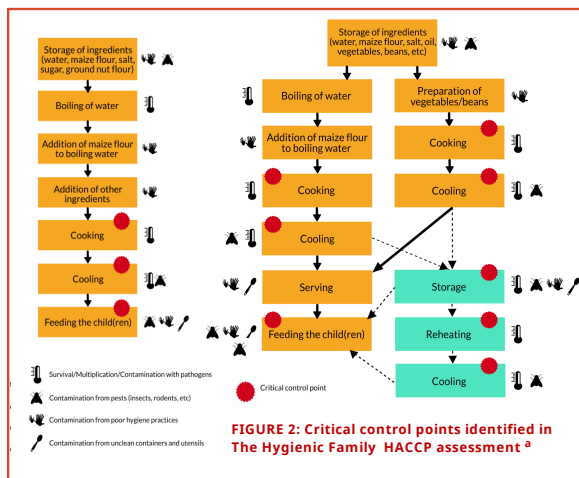 Storage of ingredients
(water, maize flour, salt,
sugar, ground nut flour)
Boiling of water
Addition of maize flour
to boiling water
Addition of other
ingredients
Cooking
Cooling
Feeding the child(ren)
Storage of ingredients
(water, maize flour, salt, oil,
vegetables, beans, etc)
Boiling of water
Addition of maize flour
to boiling water
Cooking
Cooling
Serving
Feeding the child(ren)
Preparation of
vegetables/beans
Cooking
Cooling
Storage
Reheating
Cooling
Survival/Multiplication/Contamination with pathogens
Contamination from pests (insects, rodents, etc)
Contamination from poor hygiene practices
Contamination from unclean containers and utensils
Critical control point
FIGURE 2: Critical control points identified in
The Hygienic Family HACCP assessment a